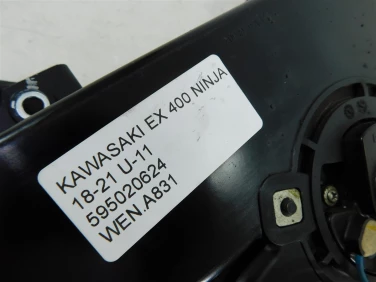 KAWASAKI EX 400 NINJA
18-21 U-11
595020624
WEN.A831